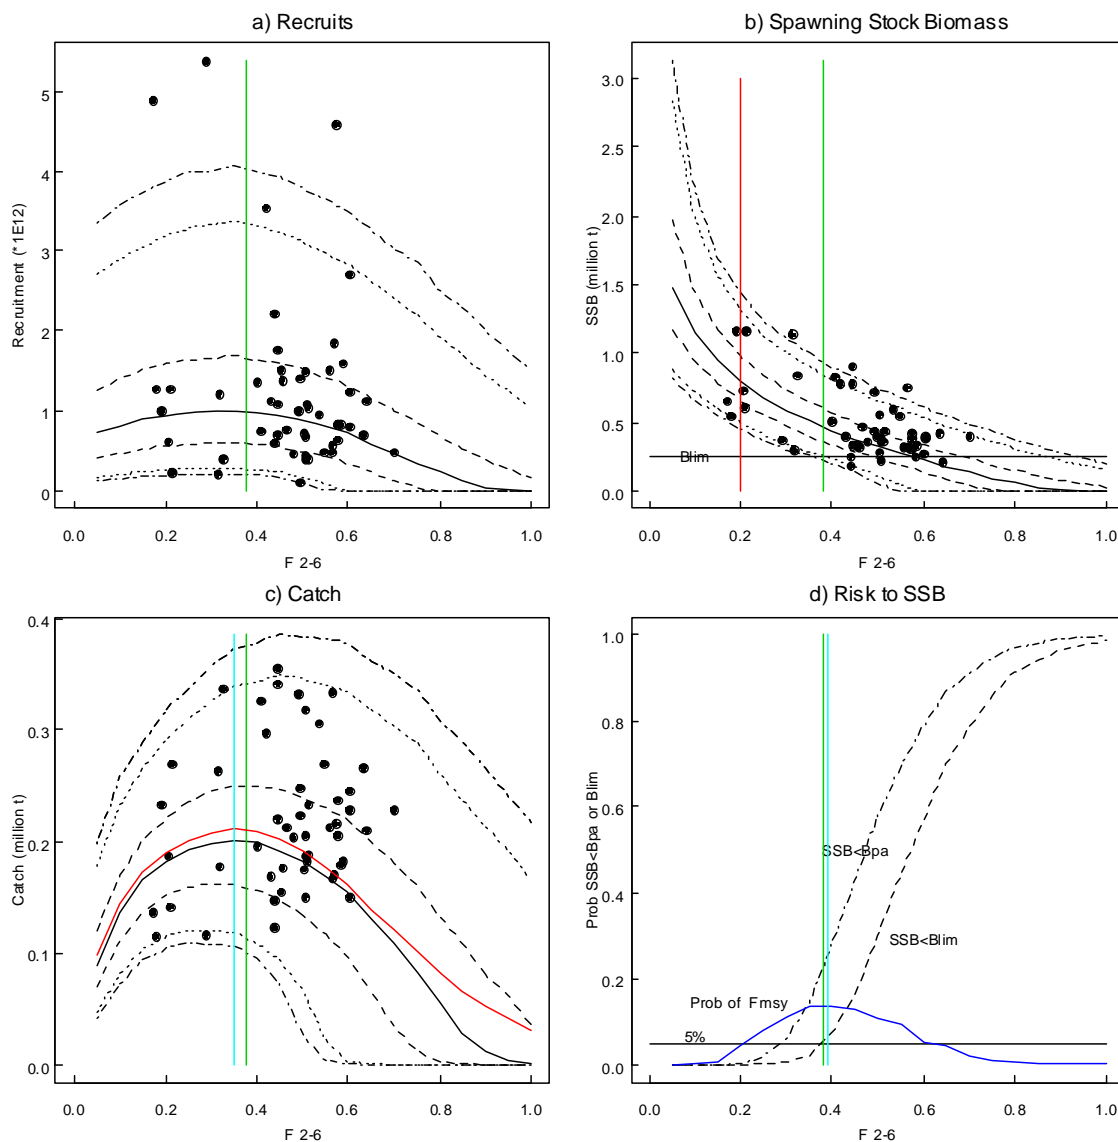 a) Recruits
Recruitment (*1E12)
5
4
3
2
1
0
0.0 0.2 0.4 0.6 0.8 1.0
F 2-6
b) Spawning Stock Biomass
SSB (million t)
3.0
2.5
2.0
1.5
1.0
0.5
0.0
Blim
0.0 0.2 0.4 0.6 0.8 1.0
F 2-6
c) Catch
Catch (million t)
0.4
0.3
0.2
0.1
0.0
0.0 0.2 0.4 0.6 0.8 1.0
F 2-6
d) Risk to SSB
Prob SSB<Bpa or Blim
1.0
0.8
0.6
0.4
0.2
0.0
SSB<Bpa
SSB<Blim
Prob of Fmsy
5%
0.0 0.2 0.4 0.6 0.8 1.0
F 2-6